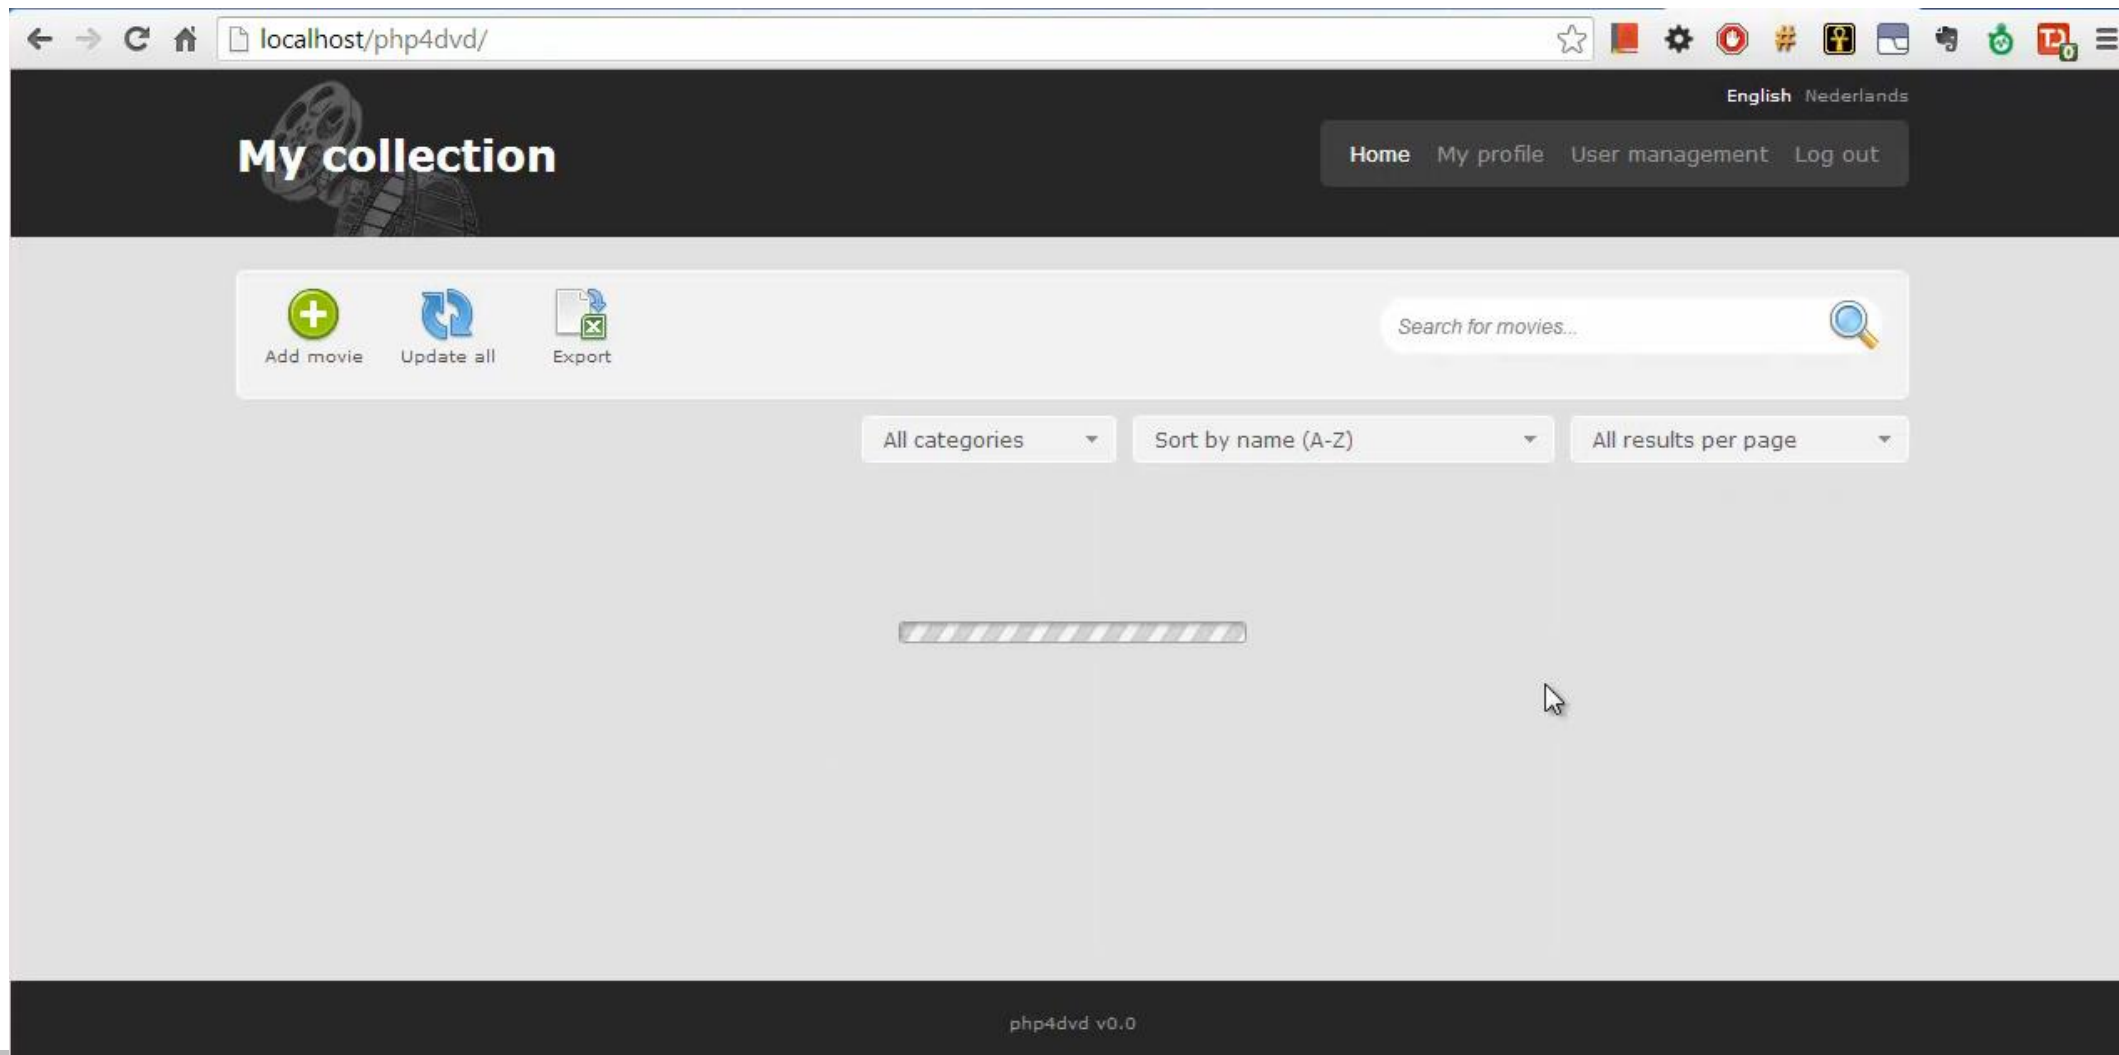 localhost/php4dvd/
English Nederlands
My collection
Home My profile User management Log out
Add movie Update all Export
Search for movies...
All categories Sort by name (A-Z) All results per page
php4dvd v0.0